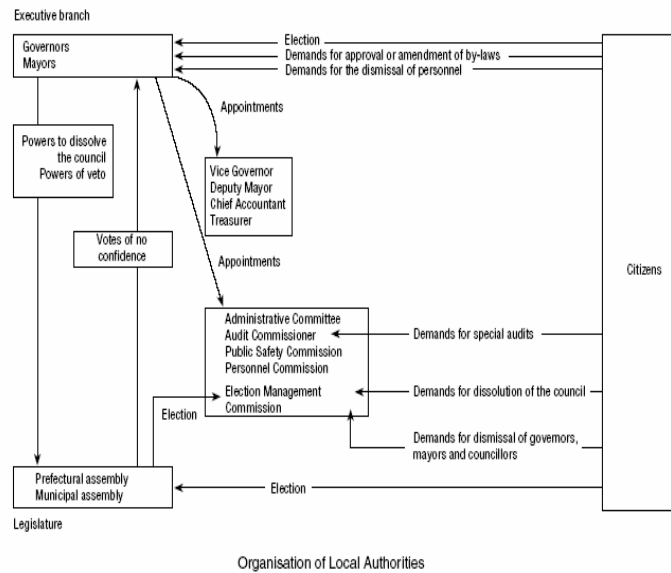 Executive branch
Governors
Mayors
Election
Demands for approval or amendment of by-laws
Demands for the dismissal of personnel
Appointments
Powers to dissolve
the council
Powers of veto
Vice Governor
Deputy Mayor
Chief Accountant
Treasurer
Votes of no
confidence
Appointments
Citizens
Administrative Committee
Audit Commissioner
Public Safety Commission
Personnel Commission
Election Management
Commission
Demands for special audits
Demands for dissolution of the council
Election
Demands for dismissal of governors,
mayors and councillors
Prefectural assembly
Municipal assembly
Election
Legislature
Organisation of Local Authorities